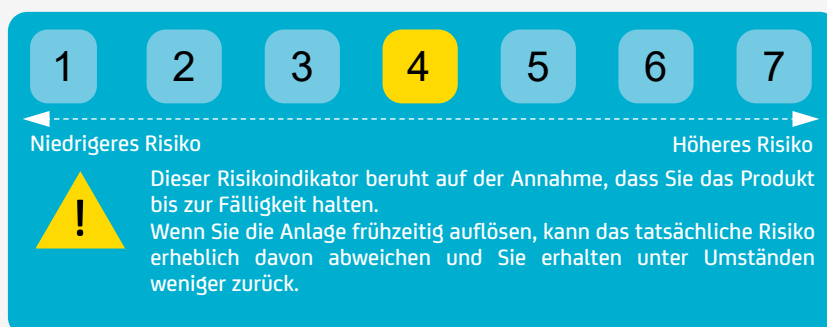 1 2 3 4 5 6 7
Niedrigeres Risiko Höheres Risiko
Dieser Risikoindikator beruht auf der Annahme, dass Sie das Produkt
bis zur Fälligkeit halten.
!
Wenn Sie die Anlage frühzeitig auflösen, kann das tatsächliche Risiko
erheblich davon abweichen und Sie erhalten unter Umständen
weniger zurück.